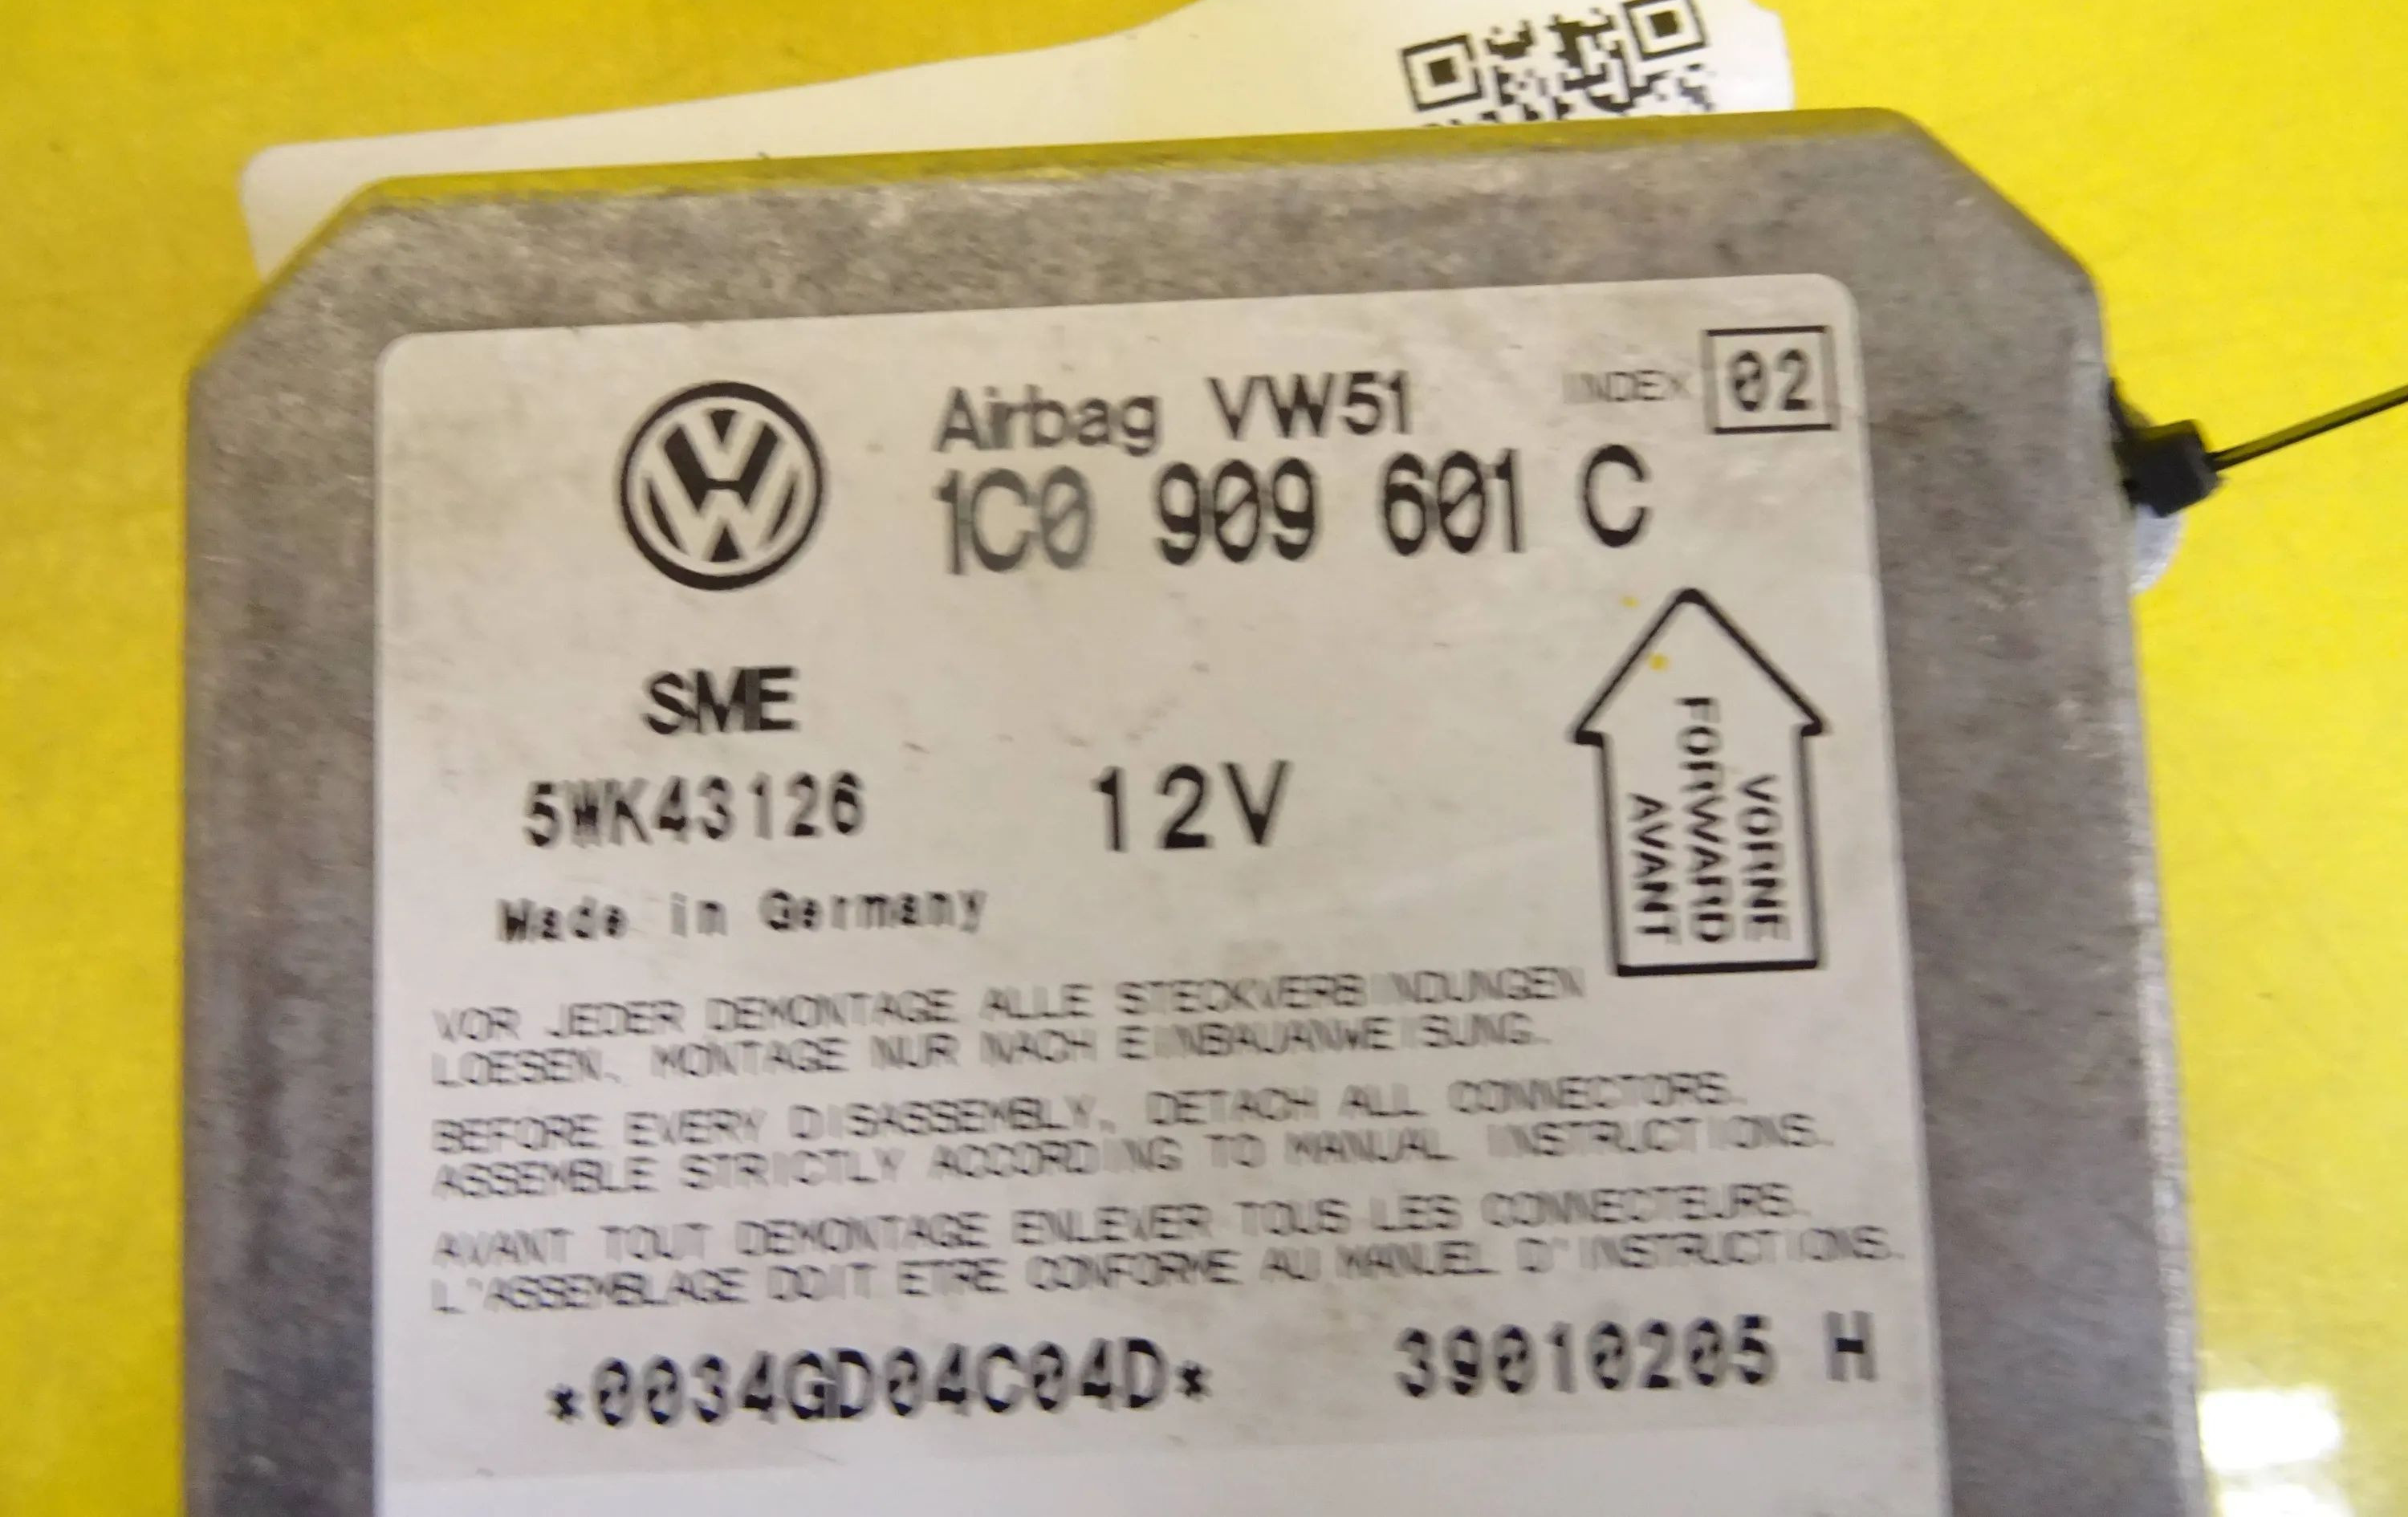 Airbag VW51 INDEX 02
1C0 909 601 C
SME
5WK43126 12V
VORNE
FORWARD
AVANT
Made in Germany
VOR JEDER DEMONTAGE ALLE STECKVERBINDUNGEN
LOESEN. MONTAGE NUR NACH EINBAUANWEISUNG.
BEFORE EVERY DISASSEMBLY, DETACH ALL CONNECTORS.
ASSEMBLE STRICTLY ACCORDING TO MANUAL INSTRUCTIONS.
AVANT TOUT DEMONTAGE ENLEVER TOUS LES CONNECTEURS.
L'ASSEMBLAGE DOIT ETRE CONFORME AU MANUEL D'INSTRUCTIONS.
*0034GD04C04D* 39010205 H